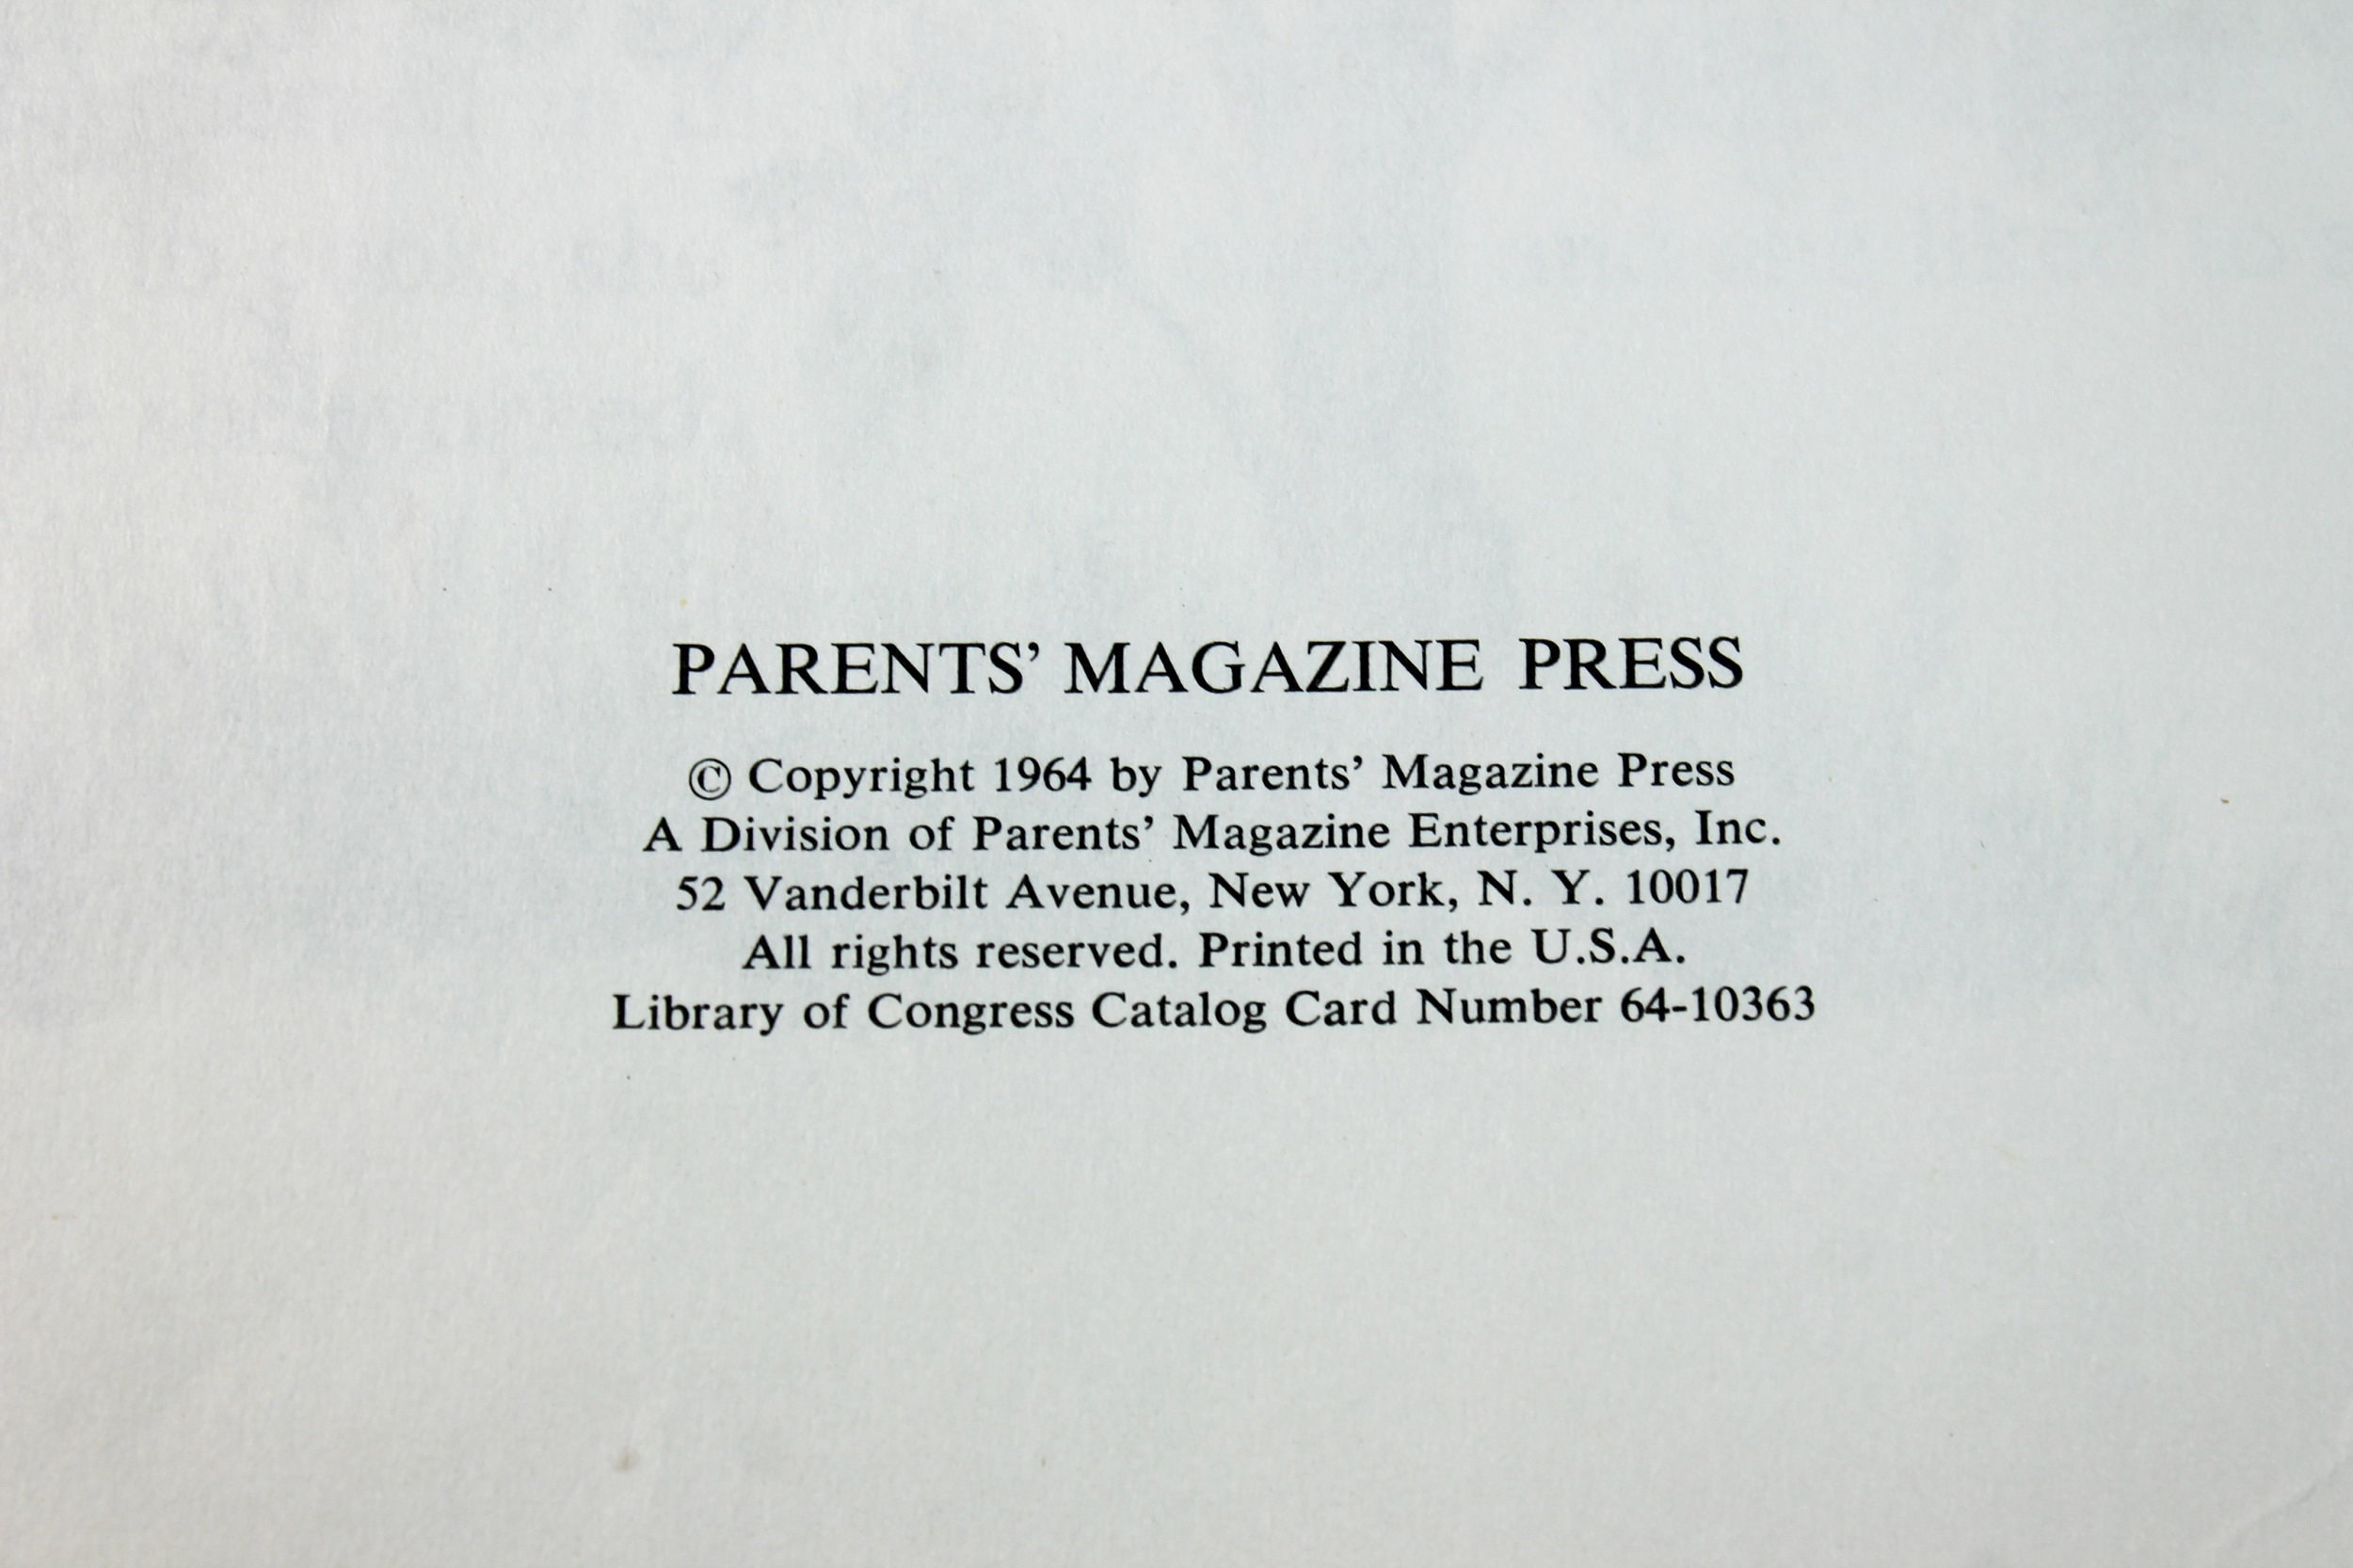 PARENTS’ MAGAZINE PRESS
© Copyright 1964 by Parents’ Magazine Press
A Division of Parents’ Magazine Enterprises, Inc.
52 Vanderbilt Avenue, New York, N. Y. 10017
All rights reserved. Printed in the U.S.A.
Library of Congress Catalog Card Number 64-10363